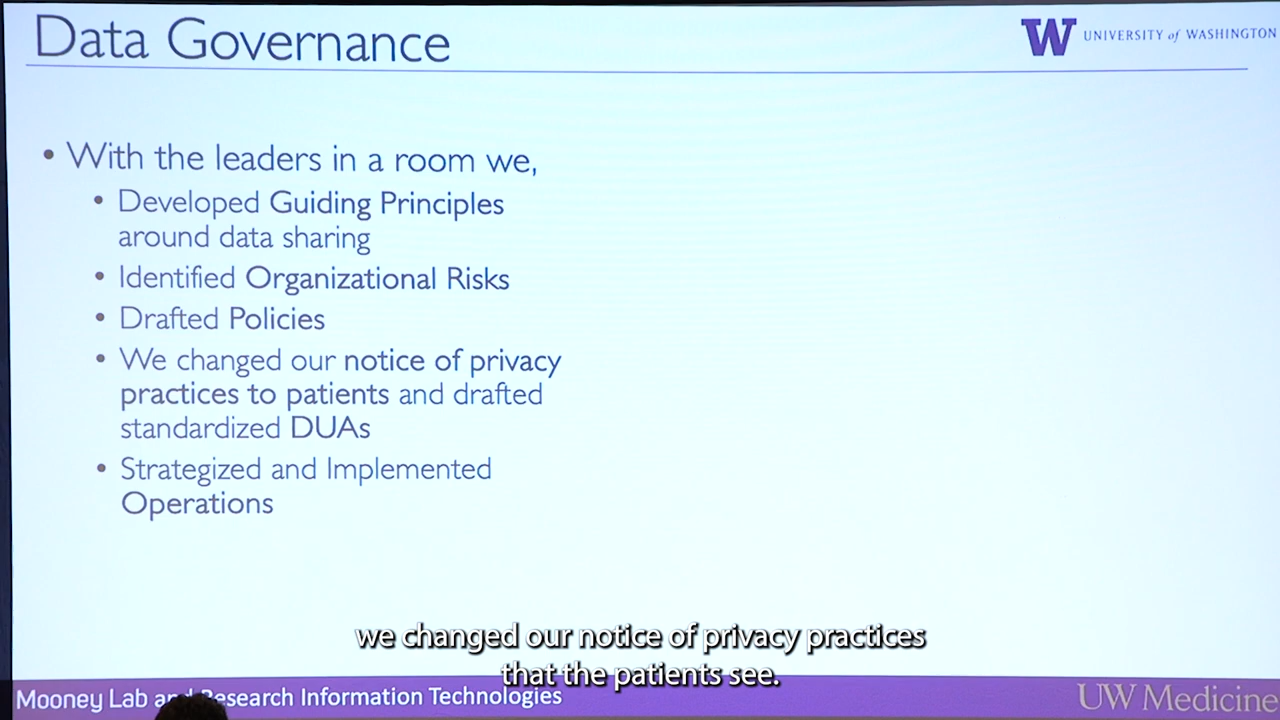 Data Governance
W UNIVERSITY of WASHINGTON
• With the leaders in a room we,
• Developed Guiding Principles
around data sharing
• Identified Organizational Risks
• Drafted Policies
• We changed our notice of privacy
practices to patients and drafted
standardized DUAs
• Strategized and Implemented
Operations
we changed our notice of privacy practices
that the patients see.
Mooney Lab and Research Information Technologies
UW Medicine